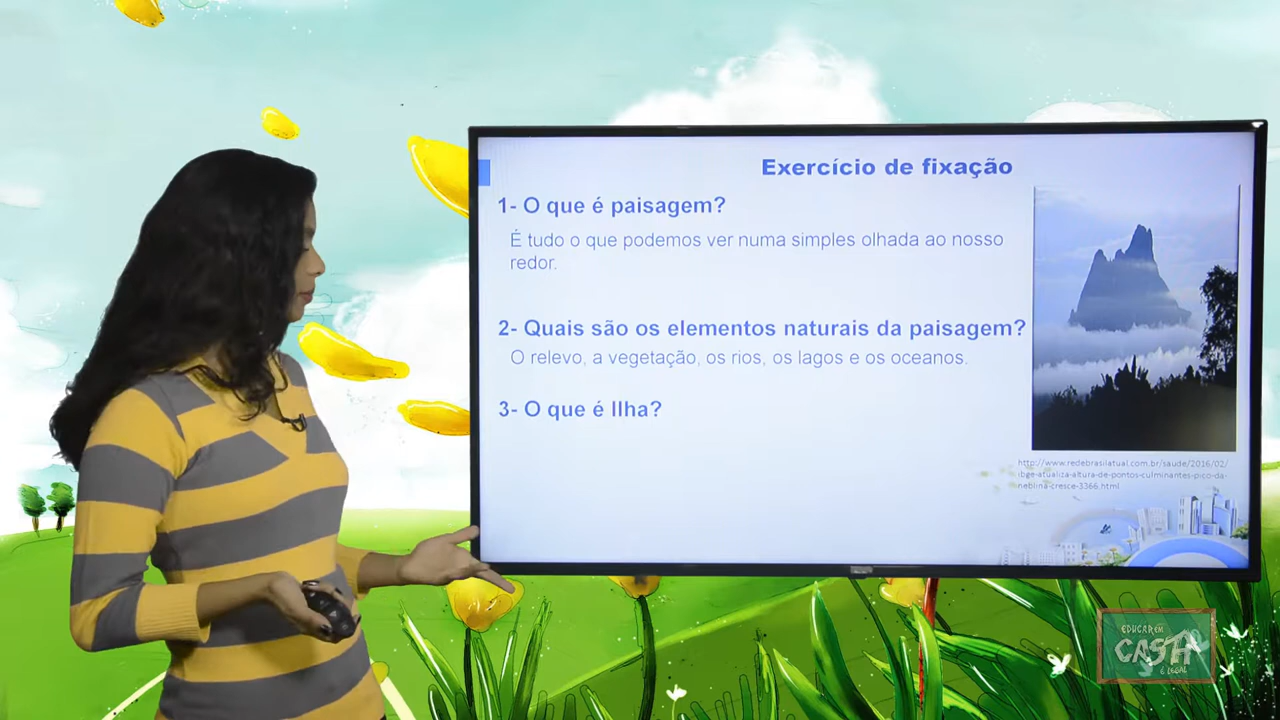 Exercício de fixação
1- O que é paisagem?
É tudo o que podemos ver numa simples olhada ao nosso
redor.
2- Quais são os elementos naturais da paisagem?
O relevo, a vegetação, os rios, os lagos e os oceanos.
3- O que é Ilha?
http://www.redebrasilatual.com.br/saude/2016/02/
ibge-atualiza-altura-de-pontos-culminantes-pico-da-
neblina-cresce-3366.html
EDUCAR EM
CASA
É LEGAL